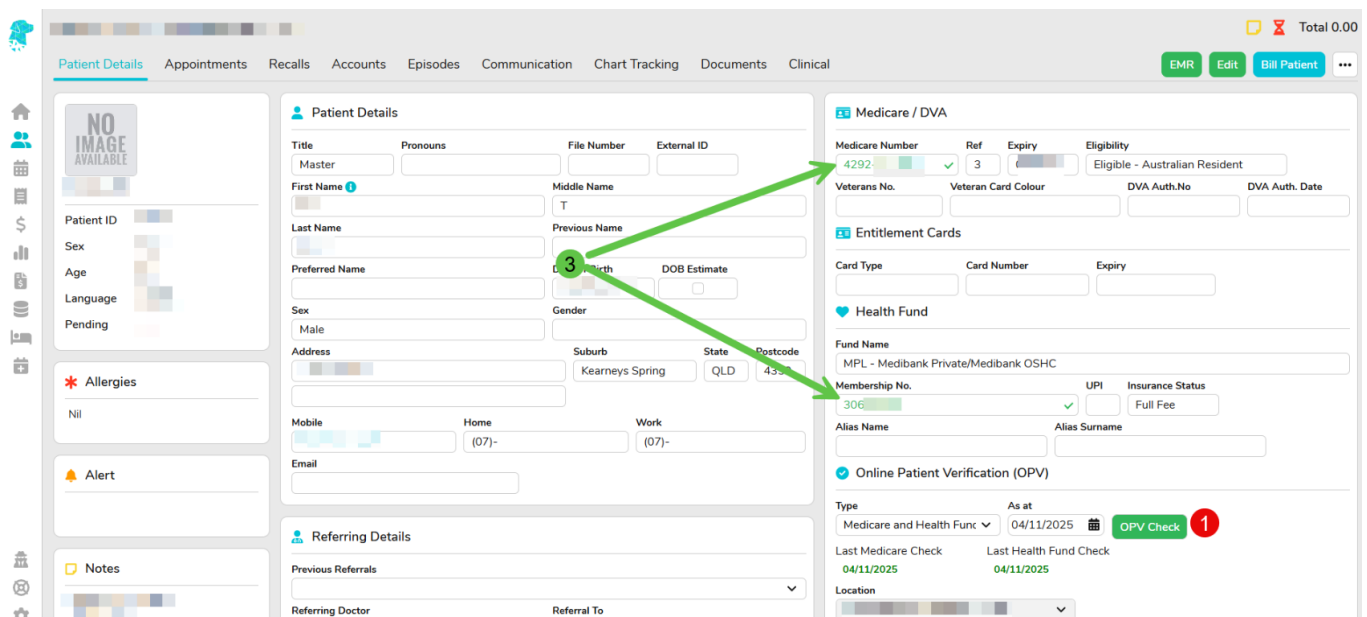 Total 0.00
Patient Details Appointments Recalls Accounts Episodes Communication Chart Tracking Documents Clinical EMR Edit Bill Patient
NO
IMAGE
AVAILABLE
Patient ID
Sex
Age
Language
Pending
Allergies
Nil
Alert
Notes
Patient Details
Title Pronouns File Number External ID
Master
First Name Middle Name
T
Last Name Previous Name
3
Preferred Name DOB Estimate
Sex Gender
Male
Address Suburb State Postcode
Kearneys Spring QLD
Mobile Home Work
(07)- (07)-
Email
Referring Details
Previous Referrals
Referring Doctor Referral To
Medicare / DVA
Medicare Number Ref Expiry Eligibility
4292- 3 Eligible - Australian Resident
Veterans No. Veteran Card Colour DVA Auth.No DVA Auth. Date
Entitlement Cards
Card Type Card Number Expiry
Health Fund
Fund Name
MPL - Medibank Private/Medibank OSHC
Membership No. UPI Insurance Status
306 Full Fee
Alias Name Alias Surname
Online Patient Verification (OPV)
Type As at
Medicare and Health Func 04/11/2025 OPV Check 1
Last Medicare Check Last Health Fund Check
04/11/2025 04/11/2025
Location